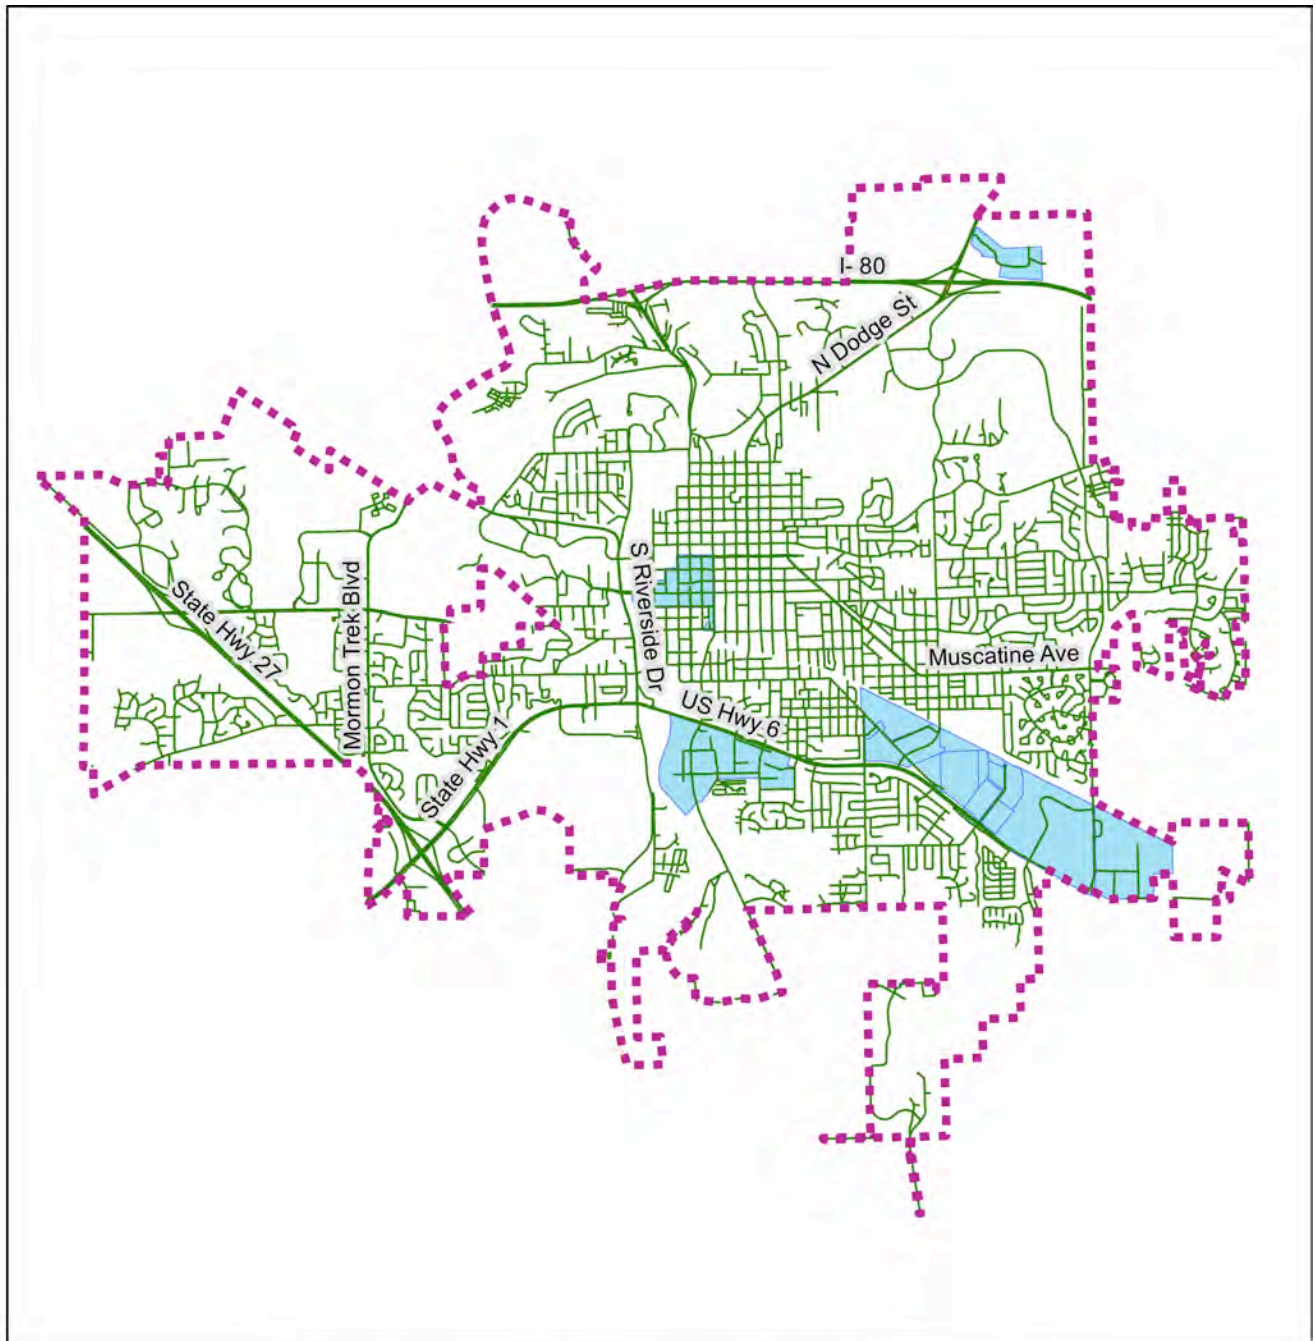 I- 80
N Dodge St
S Riverside Dr
Mormon Trek Blvd
State Hwy 27
Muscatine Ave
US Hwy 6
State Hwy 1